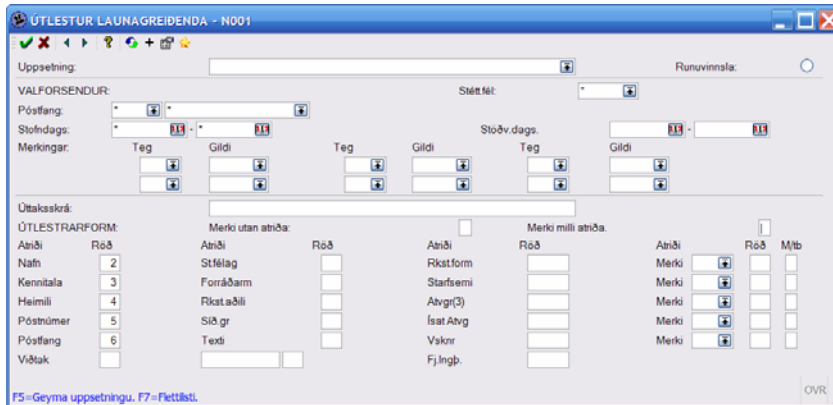 ÚTLESTUR LAUNAGREIÐENDA - N001
Uppsetning: Runuvinnsla:
VALFORSENDUR: Stétt.fél: *
Póstfang: * *
Stofndags.: * - * Stöðv.dags. -
Merkingar: Teg Gildi Teg Gildi Teg Gildi
Úttaksskrá:
ÚTLESTRARFORM: Merki utan atriða: Merki milli atriða. |
Atriði Röð Atriði Röð Atriði Röð Atriði Röð M/tb
Nafn 2 St.félag Rkst.form Merki
Kennitala 3 Forráðarm Starfsemi Merki
Heimili 4 Rkst.aðili Atvgr(3) Merki
Póstnúmer 5 Síð.gr Ísat Atvg Merki
Póstfang 6 Texti Vsknr Merki
Viðtak Fj.lngþ.
F5=Geyma uppsetningu. F7=Flettilisti. OVR